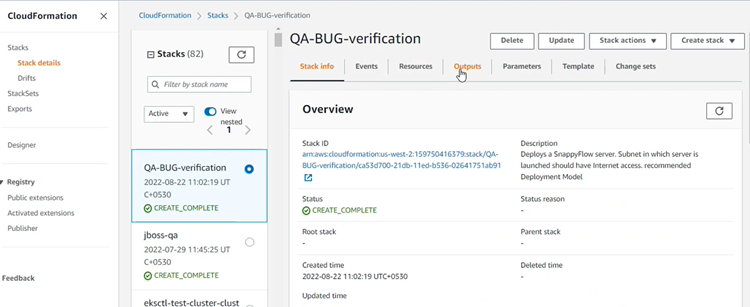 CloudFormation
CloudFormation Stacks QA-BUG-verification
Stacks
Stack details
Drifts
StackSets
Exports
Designer
Registry
Public extensions
Activated extensions
Publisher
Feedback
Stacks (82)
Filter by stack name
Active
View
nested
1
QA-BUG-verification
2022-08-22 11:02:19 UT
C+0530
CREATE_COMPLETE
jboss-qa
2022-07-29 11:45:25 UT
C+0530
CREATE_COMPLETE
eksctl-test-cluster-clust
QA-BUG-verification
Delete Update Stack actions Create stack
Stack info Events Resources Outputs Parameters Template Change sets
Overview
Stack ID
arn:aws:cloudformation:us-west-2:159750416379:stack/QA-
BUG-verification/ca53d700-21db-11ed-b536-02641751ab91
Description
Deploys a SnappyFlow server. Subnet in which server is
launched should have Internet access. recommended
Deployment Model
Status
CREATE_COMPLETE
Status reason
-
Root stack
-
Parent stack
-
Created time
2022-08-22 11:02:19 UTC+0530
Deleted time
-
Updated time